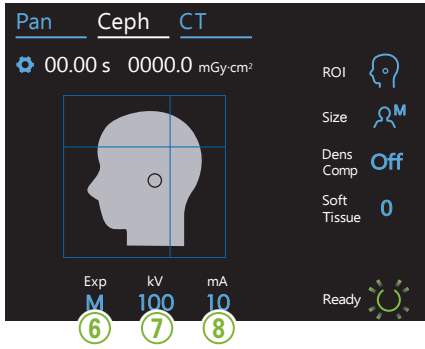 Pan Ceph CT
00.00 s 0000.0 mGy·cm²
ROI
Size M
Dens
Comp Off
Soft
Tissue 0
Exp kV mA
M 100 10
Ready
6 7 8